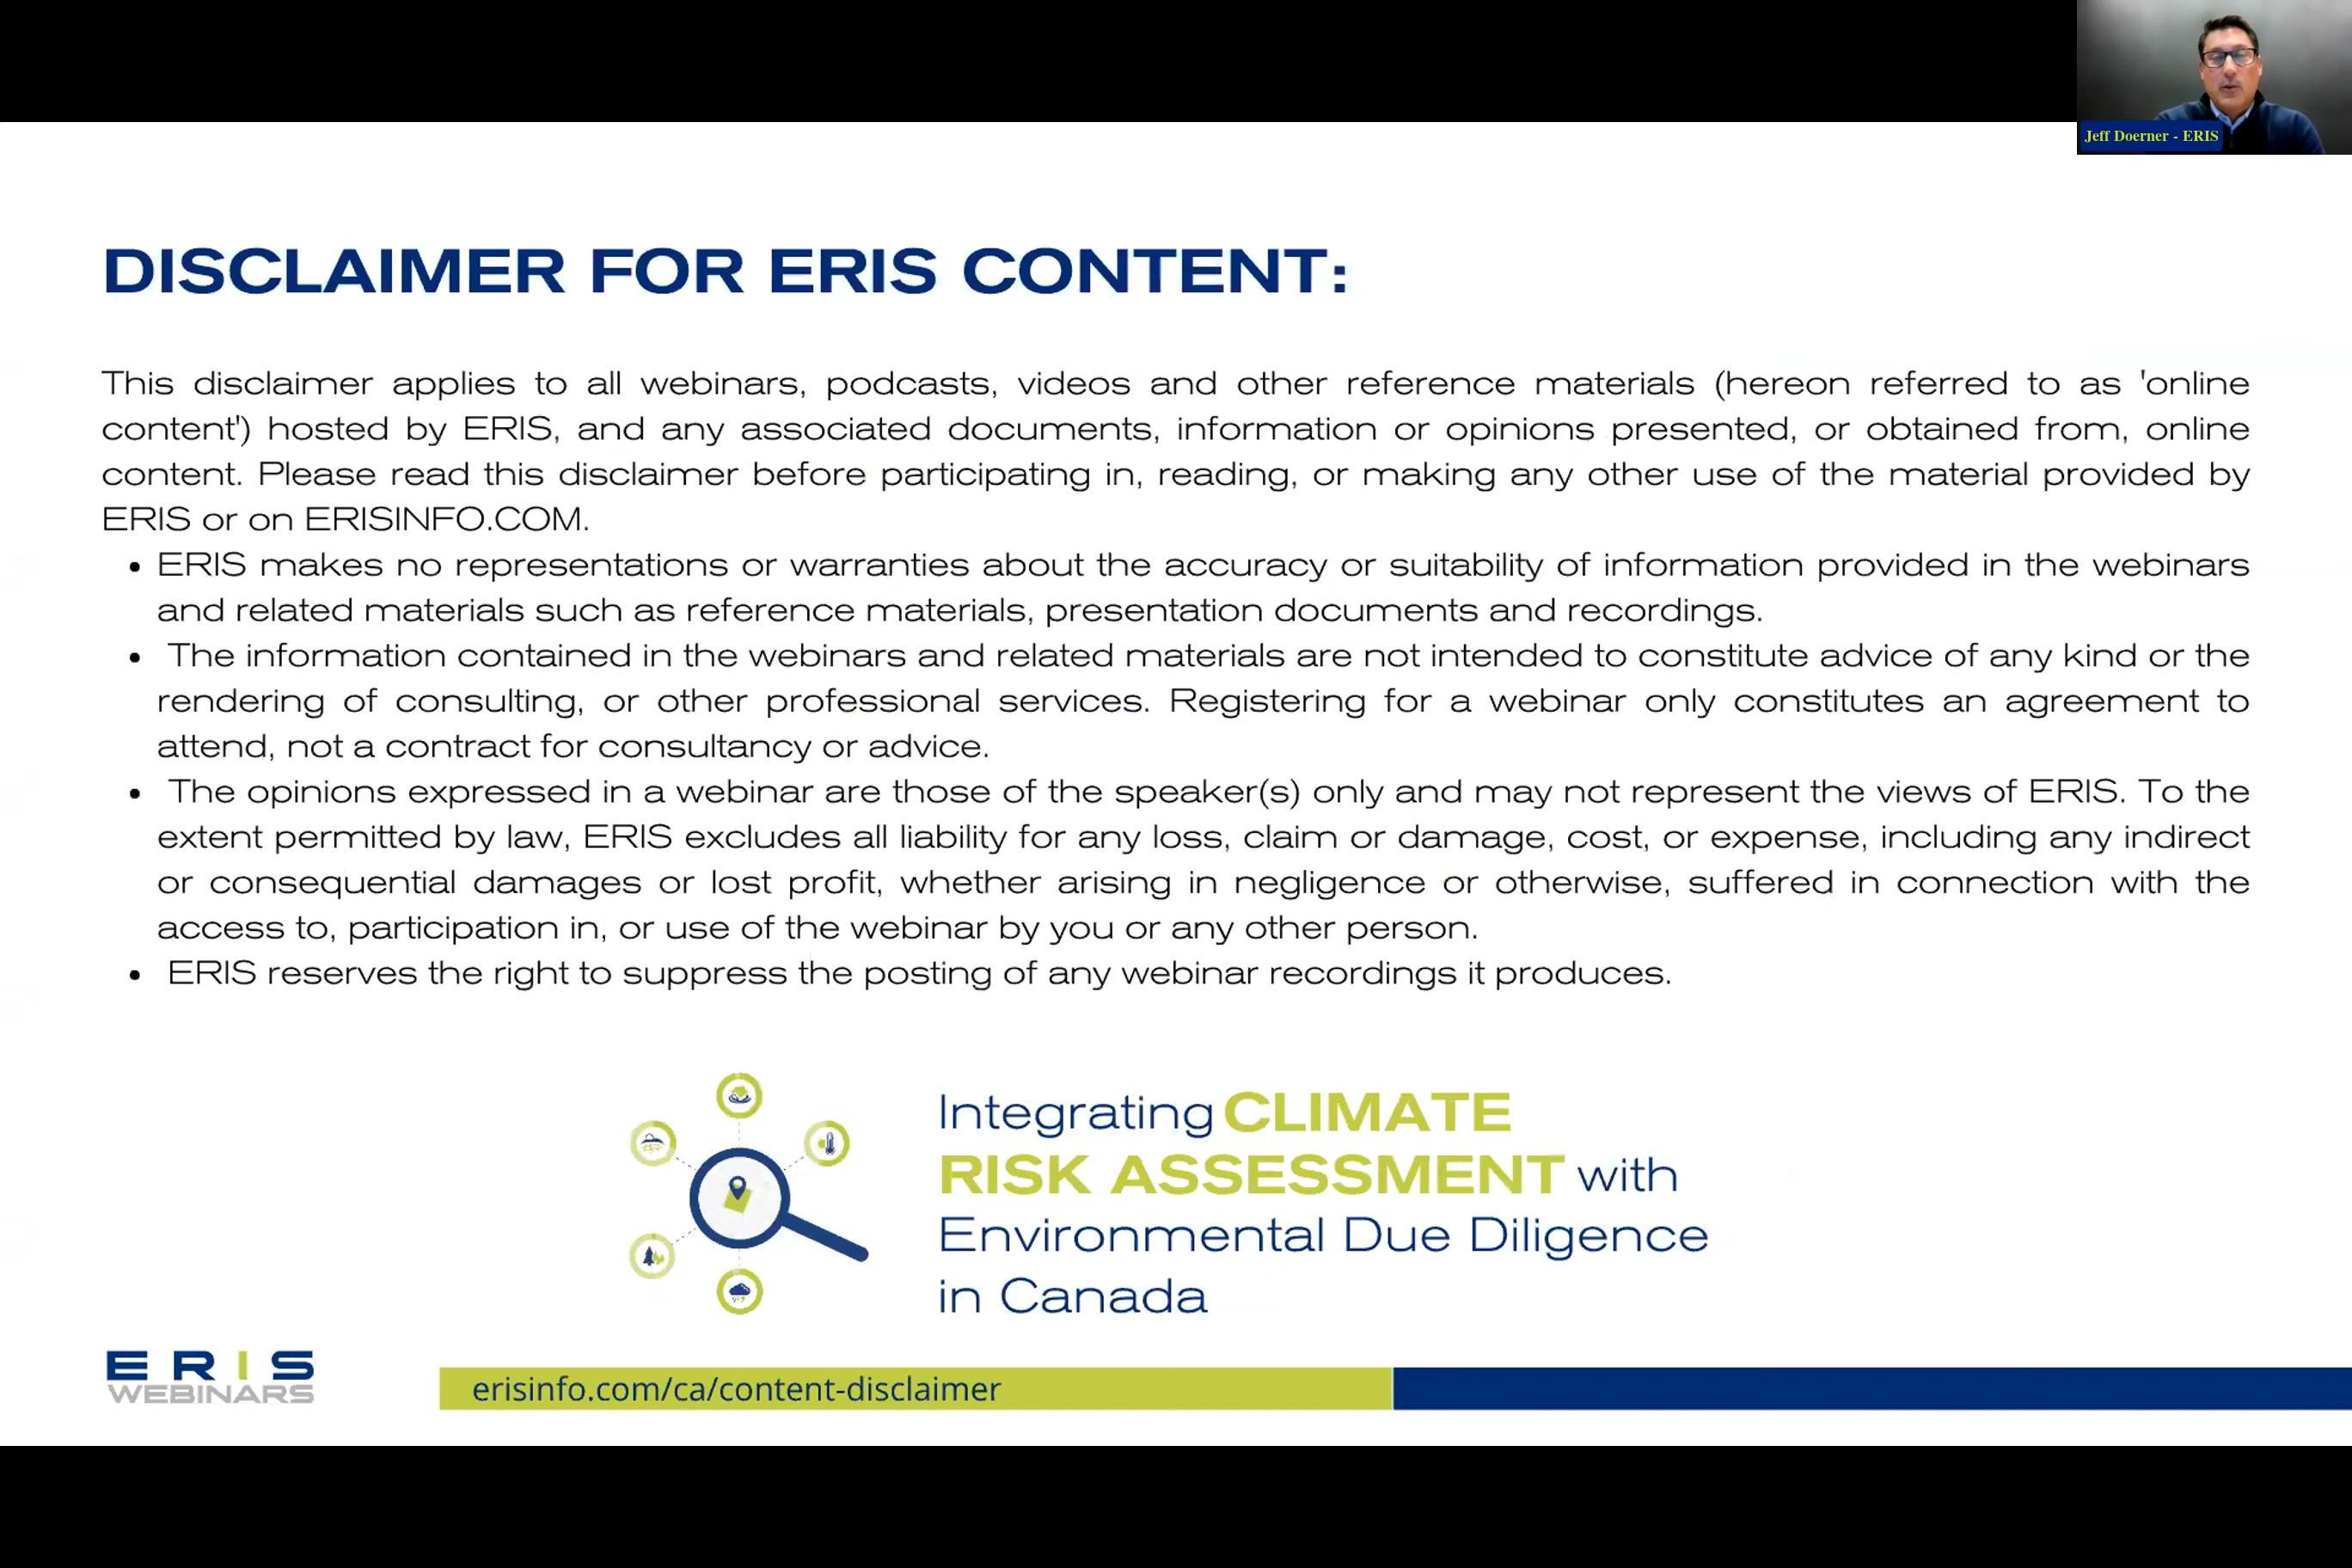 Jeff Doerner - ERIS
DISCLAIMER FOR ERIS CONTENT:
This disclaimer applies to all webinars, podcasts, videos and other reference materials (hereon referred to as 'online
content') hosted by ERIS, and any associated documents, information or opinions presented, or obtained from, online
content. Please read this disclaimer before participating in, reading, or making any other use of the material provided by
ERIS or on ERISINFO.COM.
• ERIS makes no representations or warranties about the accuracy or suitability of information provided in the webinars
and related materials such as reference materials, presentation documents and recordings.
• The information contained in the webinars and related materials are not intended to constitute advice of any kind or the
rendering of consulting, or other professional services. Registering for a webinar only constitutes an agreement to
attend, not a contract for consultancy or advice.
• The opinions expressed in a webinar are those of the speaker(s) only and may not represent the views of ERIS. To the
extent permitted by law, ERIS excludes all liability for any loss, claim or damage, cost, or expense, including any indirect
or consequential damages or lost profit, whether arising in negligence or otherwise, suffered in connection with the
access to, participation in, or use of the webinar by you or any other person.
• ERIS reserves the right to suppress the posting of any webinar recordings it produces.
Integrating CLIMATE
RISK ASSESSMENT with
Environmental Due Diligence
in Canada
ERIS
WEBINARS
erisinfo.com/ca/content-disclaimer